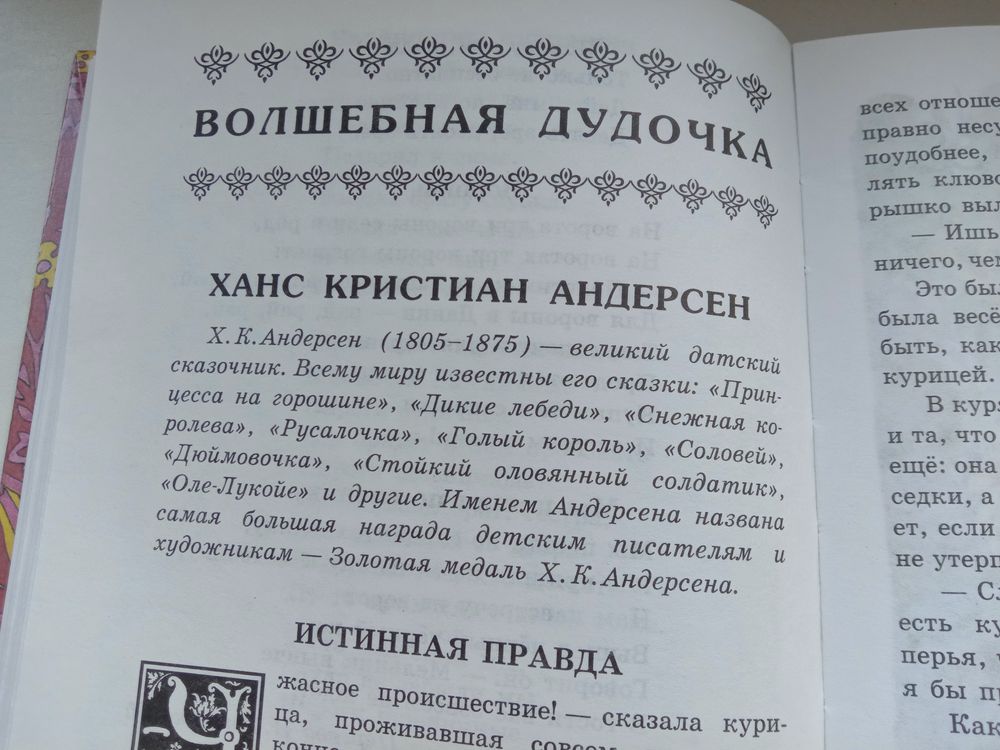 ВОЛШЕБНАЯ ДУДОЧКА
ХАНС КРИСТИАН АНДЕРСЕН
Х. К. Андерсен (1805–1875) — великий датский
сказочник. Всему миру известны его сказки: «Прин-
цесса на горошине», «Дикие лебеди», «Снежная ко-
ролева», «Русалочка», «Голый король», «Соловей»,
«Дюймовочка», «Стойкий оловянный солдатик»,
«Оле-Лукойе» и другие. Именем Андерсена названа
самая большая награда детским писателям и
художникам — Золотая медаль Х. К. Андерсена.
ИСТИННАЯ ПРАВДА
Ужасное происшествие! — сказала кури-
ца, проживавшая совсем
всех отноше
правно несу
поудобнее,
лять клюво
рышко выл
— Ишь
ничего, чем
Это был
была весё
быть, как
курицей.
В кур
и та, что
ещё: она
седки, а
ет, если
не утерп
— Сл
есть ку
перья, ч
я бы пр
Как